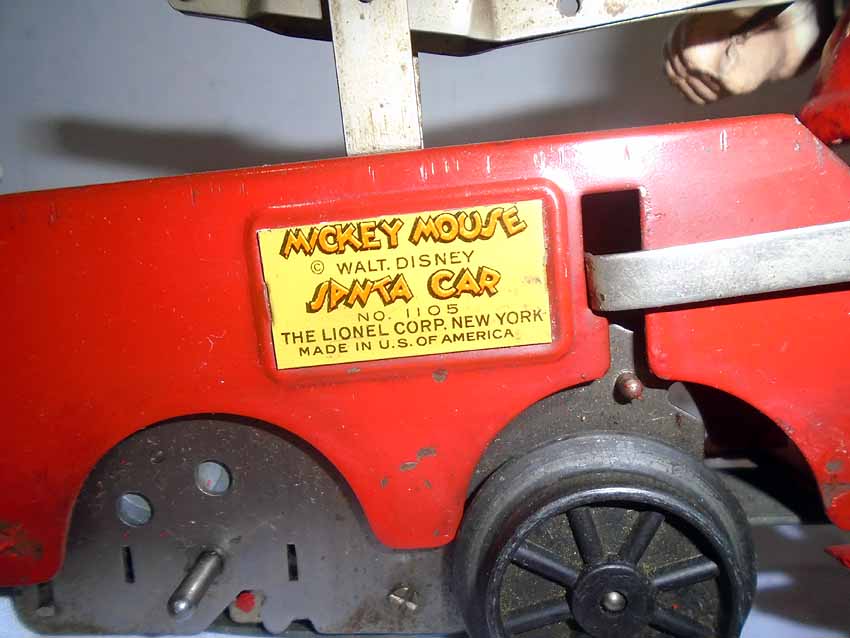 MICKEY MOUSE
© WALT. DISNEY
SANTA CAR
NO. 1105
THE LIONEL CORP. NEW YORK
MADE IN U.S. OF AMERICA